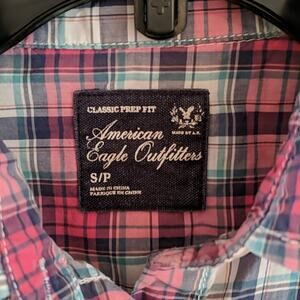 CLASSIC PREP FIT
American
Eagle Outfitters
MADE BY A.E.
S/P
MADE IN CHINA
FABRIQUE EN CHINE